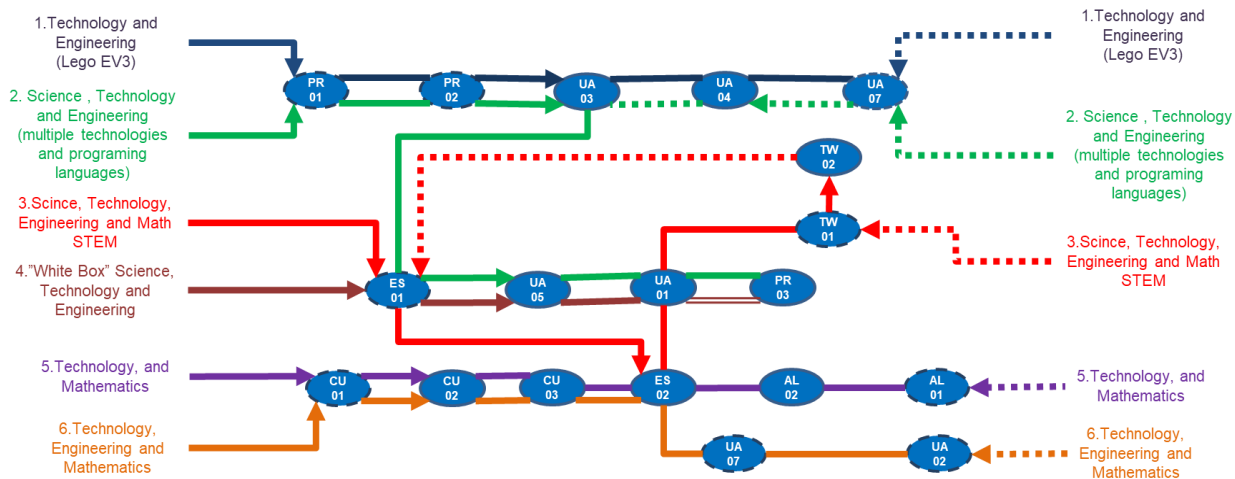 1.Technology and
Engineering
(Lego EV3)
1.Technology and
Engineering
(Lego EV3)
PR
01
PR
02
UA
03
UA
04
UA
07
2. Science , Technology
and Engineering
(multiple technologies
and programing
languages)
2. Science , Technology
and Engineering
(multiple technologies
and programing
languages)
TW
02
3.Scince, Technology,
Engineering and Math
STEM
TW
01
3.Scince, Technology,
Engineering and Math
STEM
4.”White Box” Science,
Technology and
Engineering
ES
01
UA
05
UA
01
PR
03
5.Technology, and
Mathematics
CU
01
CU
02
CU
03
ES
02
AL
02
AL
01
5.Technology, and
Mathematics
6.Technology,
Engineering and
Mathematics
UA
07
UA
02
6.Technology,
Engineering and
Mathematics